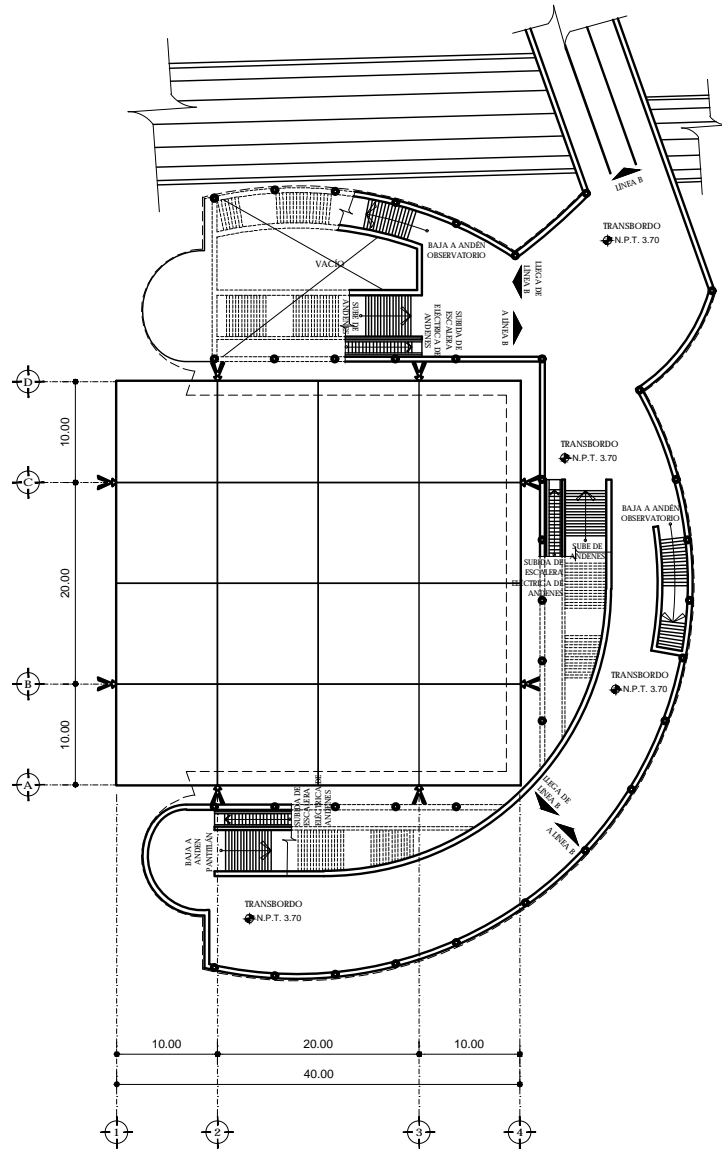 LINEA B
TRANSBORDO
N.P.T. 3.70
BAJA A ANDÉN
OBSERVATORIO
VACÍO
LLEGA DE
LINEA B
SUBE DE
ANDENES
SUBIDA DE
ESCALERA
ELÉCTRICA DE
ANDENES
A LINEA B
D
10.00
TRANSBORDO
N.P.T. 3.70
C
BAJA A ANDÉN
OBSERVATORIO
SUBE DE
ANDENES
SUBIDA DE
ESCALERA
ELÉCTRICA DE
ANDENES
20.00
TRANSBORDO
N.P.T. 3.70
B
10.00
A
LLEGA DE
LINEA B
A LINEA B
SUBIDA DE
ESCALERA
ELÉCTRICA DE
ANDENES
BAJA A
ANDEN
PANTITLÁN
TRANSBORDO
N.P.T. 3.70
10.00
20.00
10.00
40.00
1
2
3
4